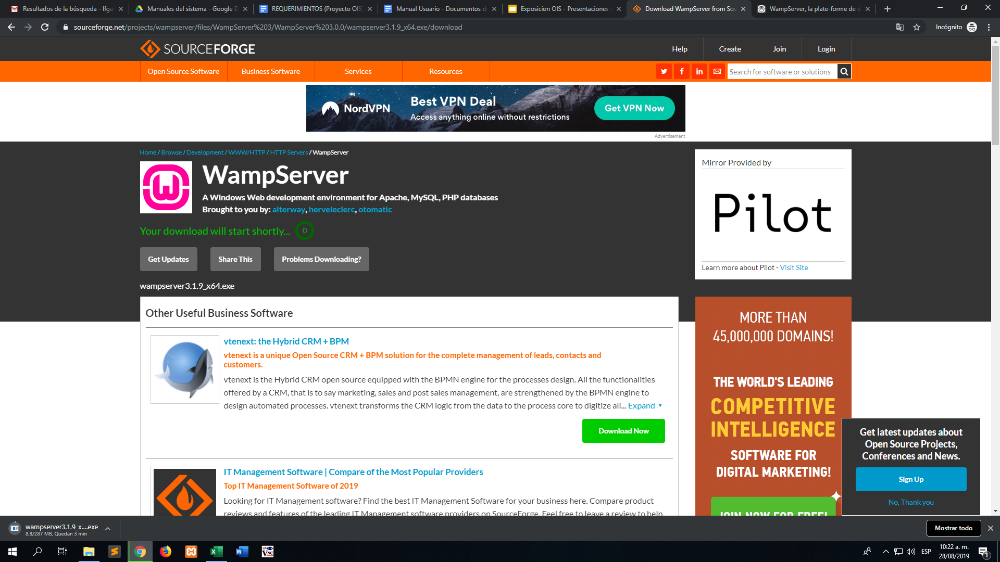 Resultados de la búsqueda - lfga
Manuales del sistema - Google D
REQUERIMIENTOS (Proyecto OIS)
Manual Usuario - Documentos d
Exposicion OIS - Presentaciones
Download WampServer from Sou
WampServer, la plate-forme de d
sourceforge.net/projects/wampserver/files/WampServer%203/WampServer%203.0.0/wampserver3.1.9_x64.exe/download
Incógnito
SOURCEFORGE
Help
Create
Join
Login
Open Source Software
Business Software
Services
Resources
Search for software or solutions
NordVPN
Best VPN Deal
Access anything online without restrictions
Get VPN Now
Advertisement
Home / Browse / Development / WWW/HTTP / HTTP Servers / WampServer
WampServer
A Windows Web development environment for Apache, MySQL, PHP databases
Brought to you by: alterway, herveleclerc, otomatic
Your download will start shortly... 0
Get Updates
Share This
Problems Downloading?
wampserver3.1.9_x64.exe
Mirror Provided by
Pilot
Learn more about Pilot - Visit Site
Other Useful Business Software
vtenext: the Hybrid CRM + BPM
vtenext is a unique Open Source CRM + BPM solution for the complete management of leads, contacts and
customers.
vtenext is the Hybrid CRM open source equipped with the BPMN engine for the processes design. All the functionalities
offered by a CRM, that is to say marketing, sales and post sales management, are strengthened by the BPMN engine to
design automated processes. vtenext transforms the CRM logic from the data to the process core to digitize all... Expand
Download Now
IT Management Software | Compare of the Most Popular Providers
Top IT Management Software of 2019
Looking for IT Management software? Find the best IT Management Software for your business here. Compare product
reviews and features of the leading IT Management software providers on SourceForge. Feel free to leave a review to help
MORE THAN
45,000,000 DOMAINS!
THE WORLD'S LEADING
COMPETITIVE
INTELLIGENCE
SOFTWARE FOR
DIGITAL MARKETING!
JOIN NOW FOR FREE!
Get latest updates about
Open Source Projects,
Conferences and News.
Sign Up
No, Thank you
wampserver3.1.9_x....exe
8,8/287 MB, Quedan 3 min
Mostrar todo
VNC
ESP
10:22 a. m.
28/08/2019
1